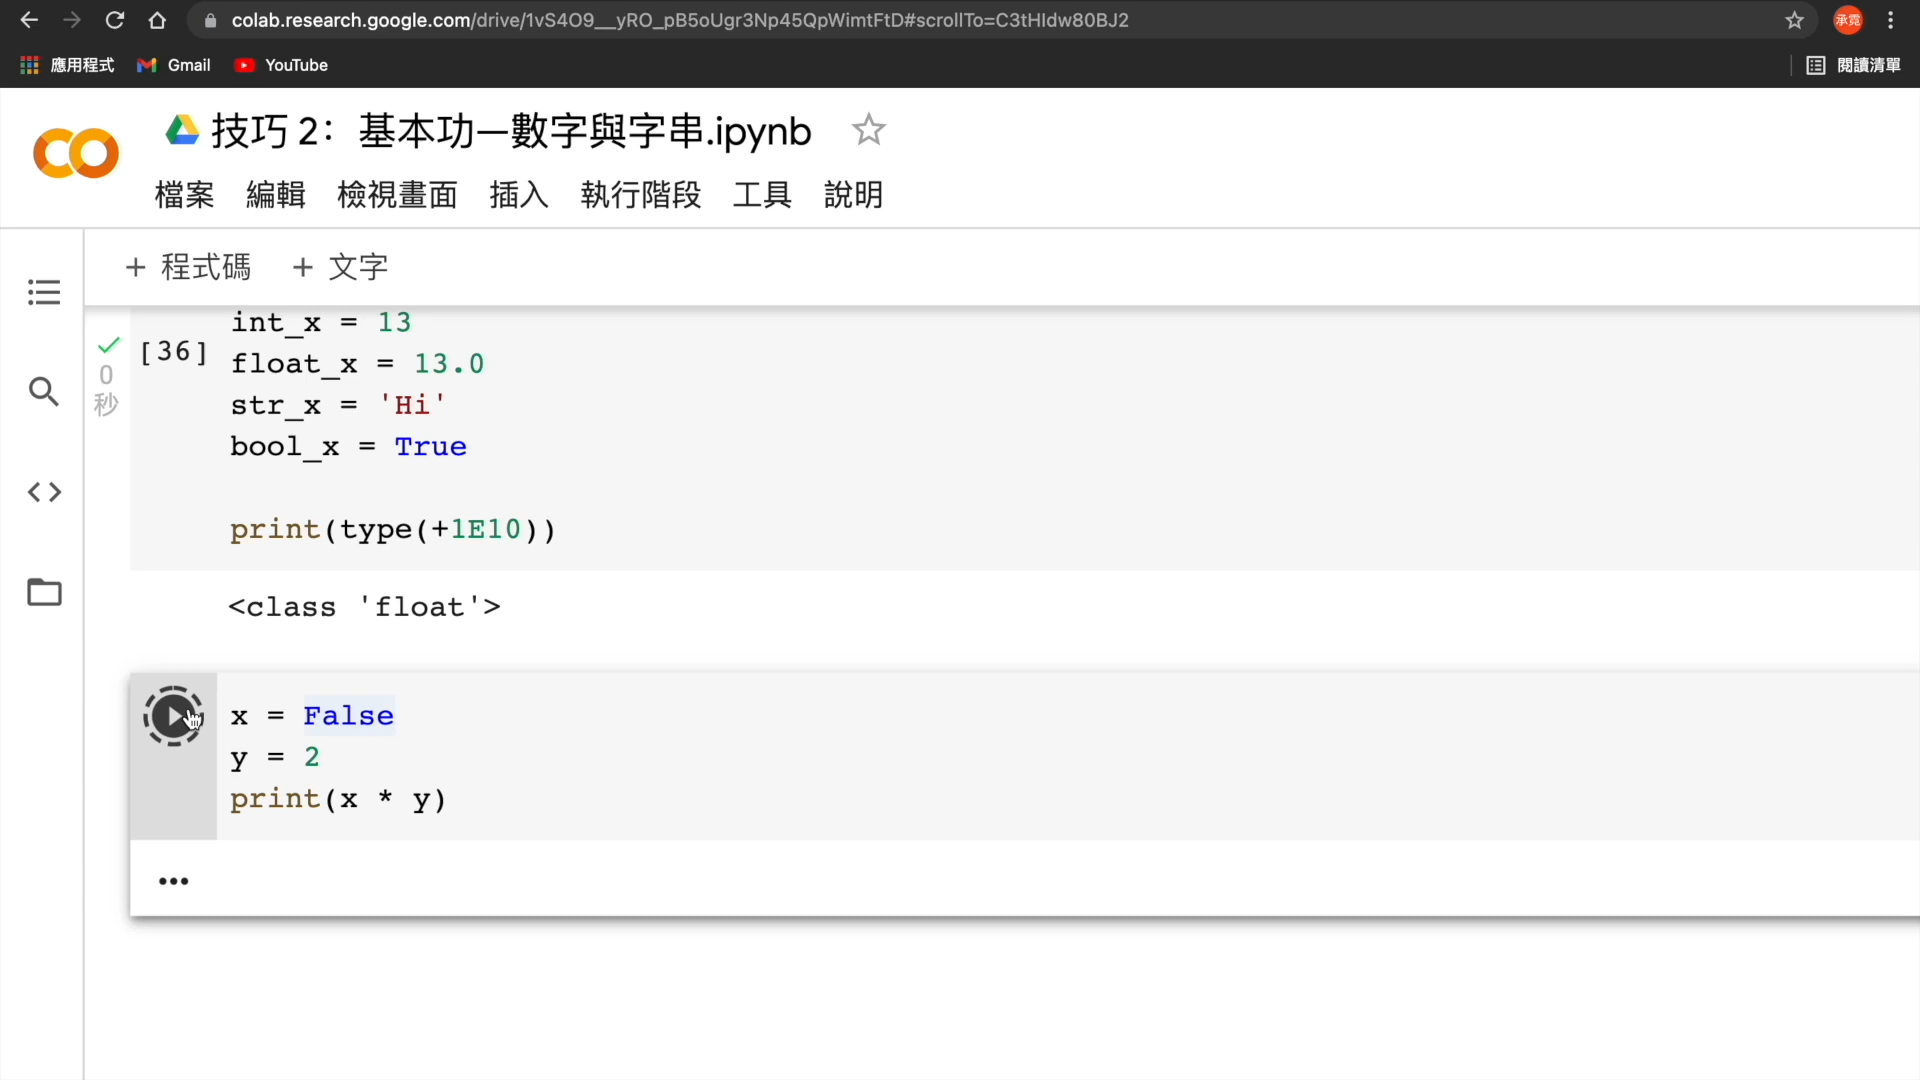 colab.research.google.com/drive/1vS4O9__yRO_pB5oUgr3Np45QpWimtFtD#scrollTo=C3tHIdw80BJ2
承霓
應用程式 Gmail YouTube 閱讀清單
技巧 2：基本功—數字與字串.ipynb
檔案 編輯 檢視畫面 插入 執行階段 工具 說明
+ 程式碼 + 文字
int_x = 13
[36] float_x = 13.0
0 秒
str_x = 'Hi'
bool_x = True
print(type(+1E10))
<class 'float'>
x = False
y = 2
print(x * y)